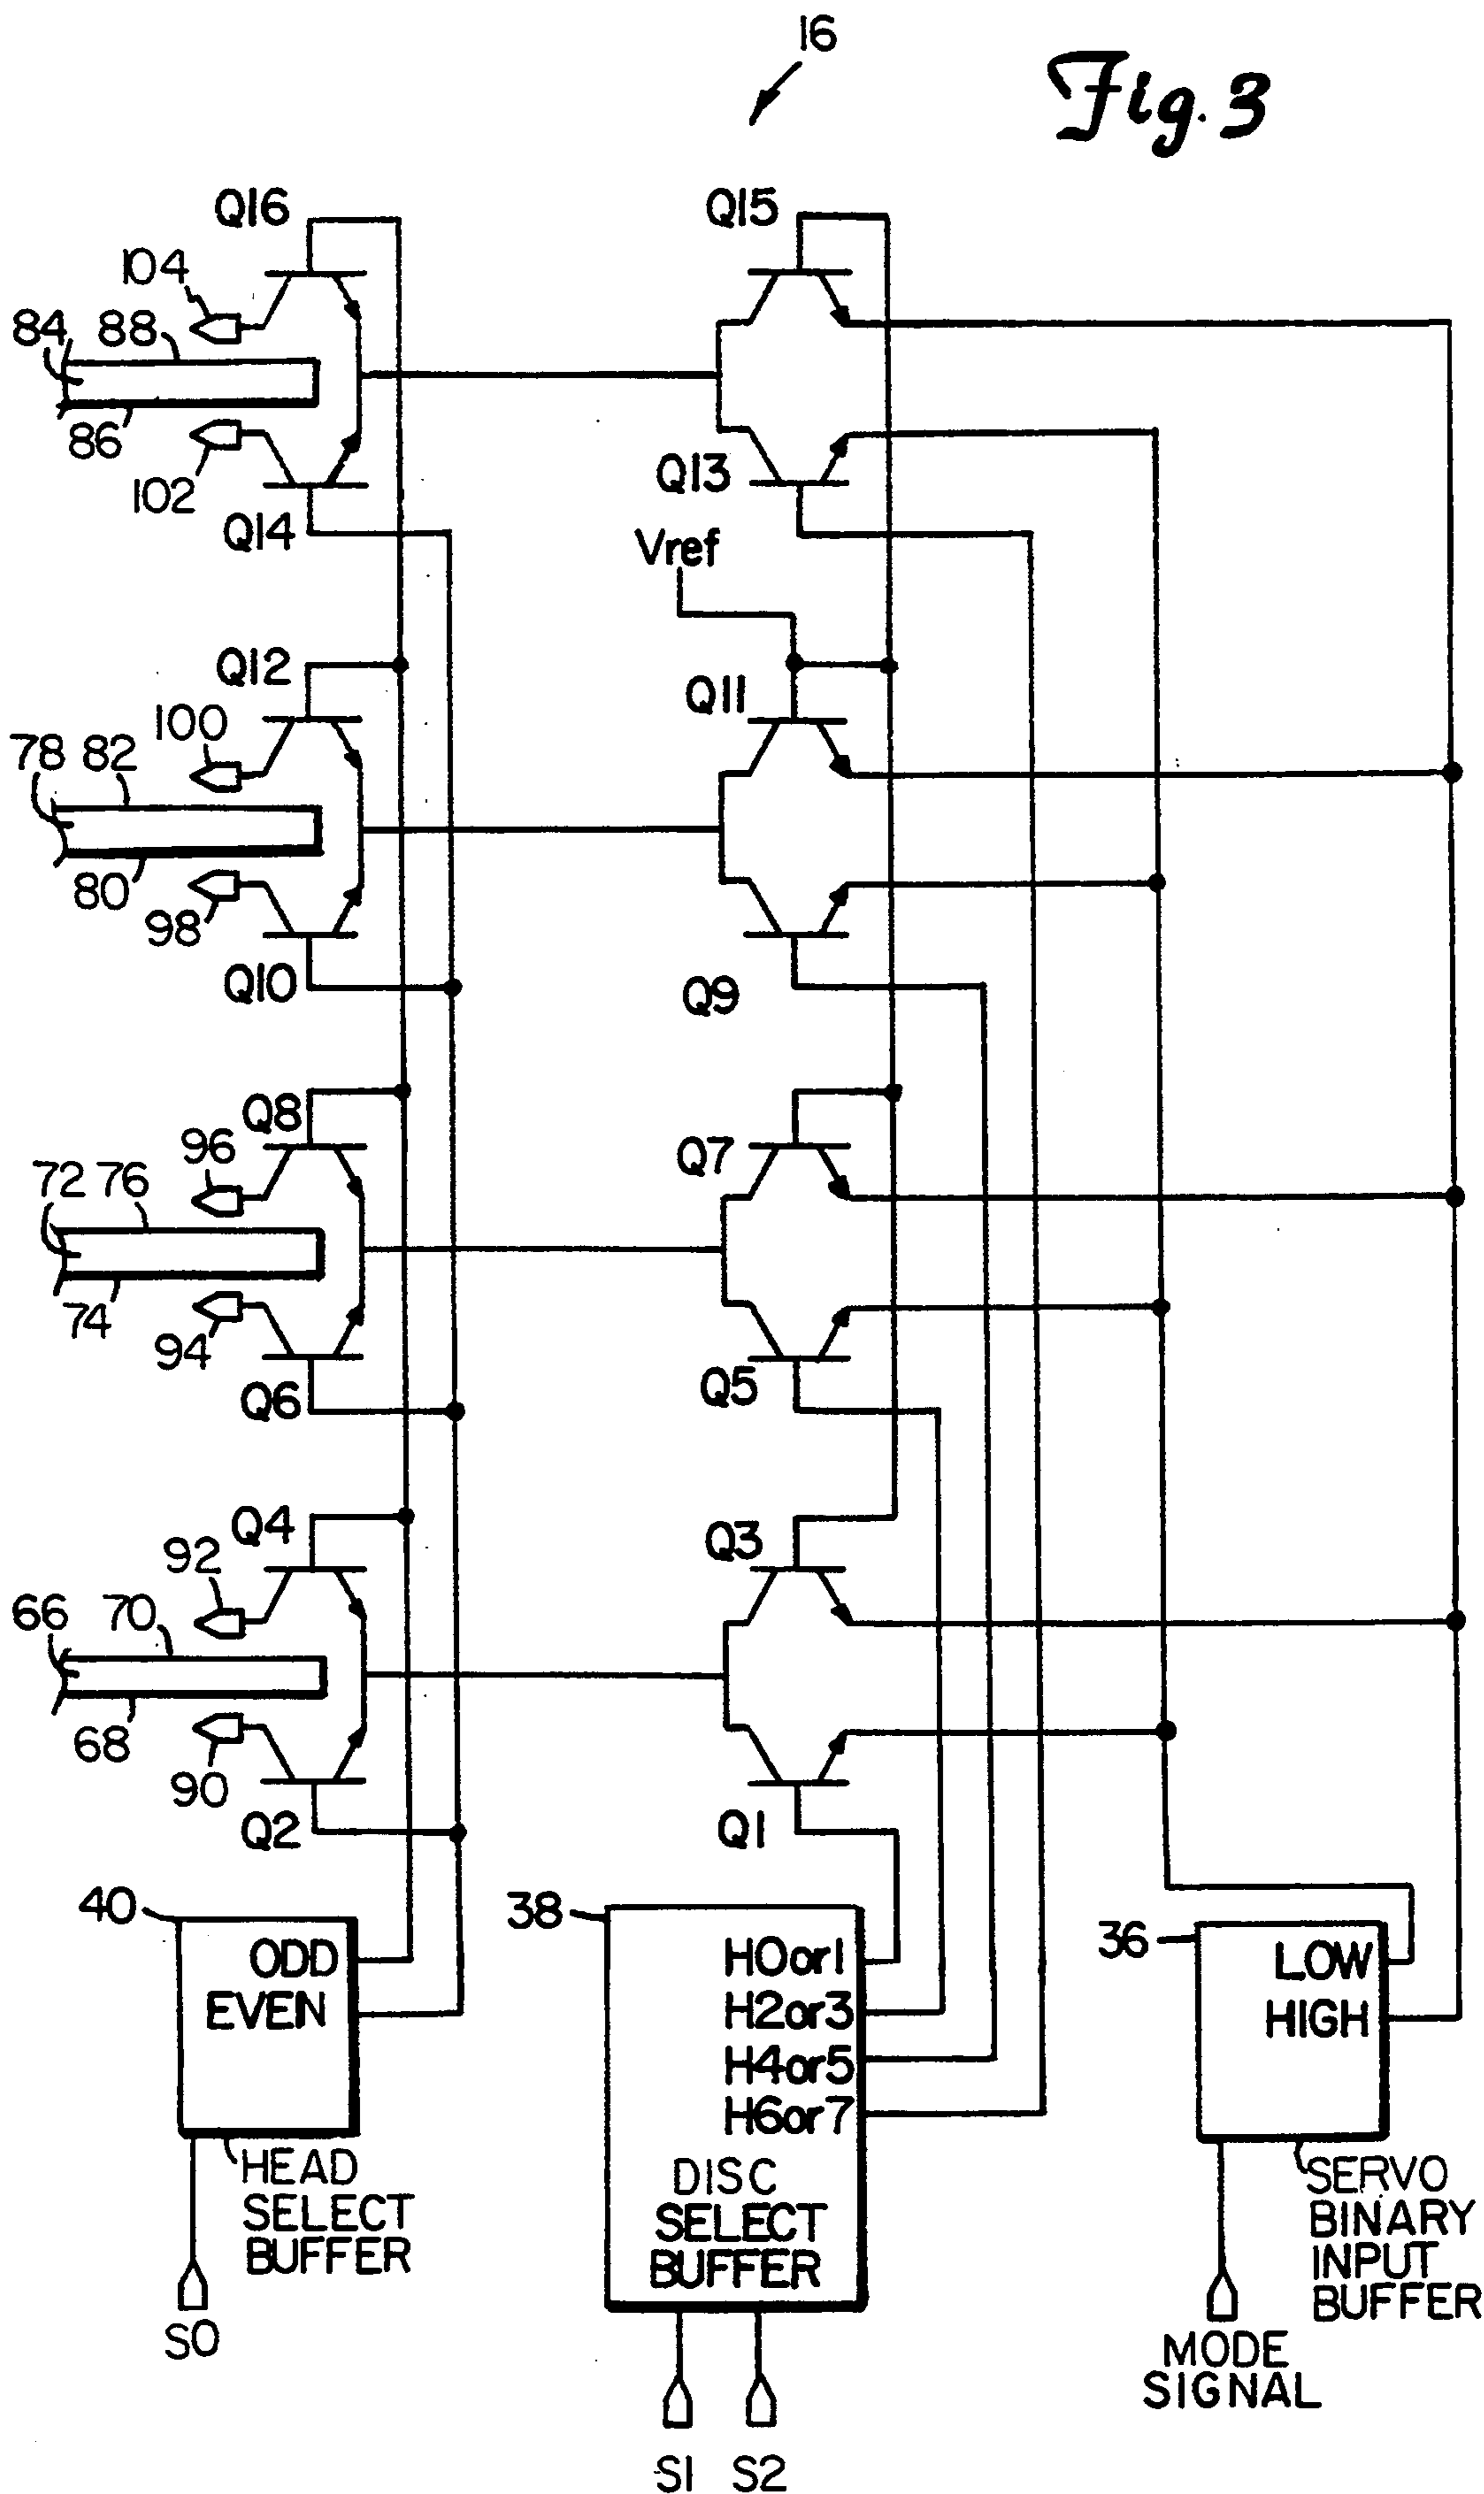 16
Fig. 3
Q16
Q15
104
84
88
86
Q13
102
Q14
Vref
Q12
Q11
100
78
82
80
98
Q10
Q9
Q8
96
Q7
72
76
74
94
Q5
Q6
Q4
Q3
92
66
70
68
90
Q2
Q1
40
38
36
ODD
EVEN
H0or1
H2or3
H4or5
H6or7
LOW
HIGH
HEAD
SELECT
BUFFER
DISC
SELECT
BUFFER
SERVO
BINARY
INPUT
BUFFER
S0
MODE
SIGNAL
S1
S2